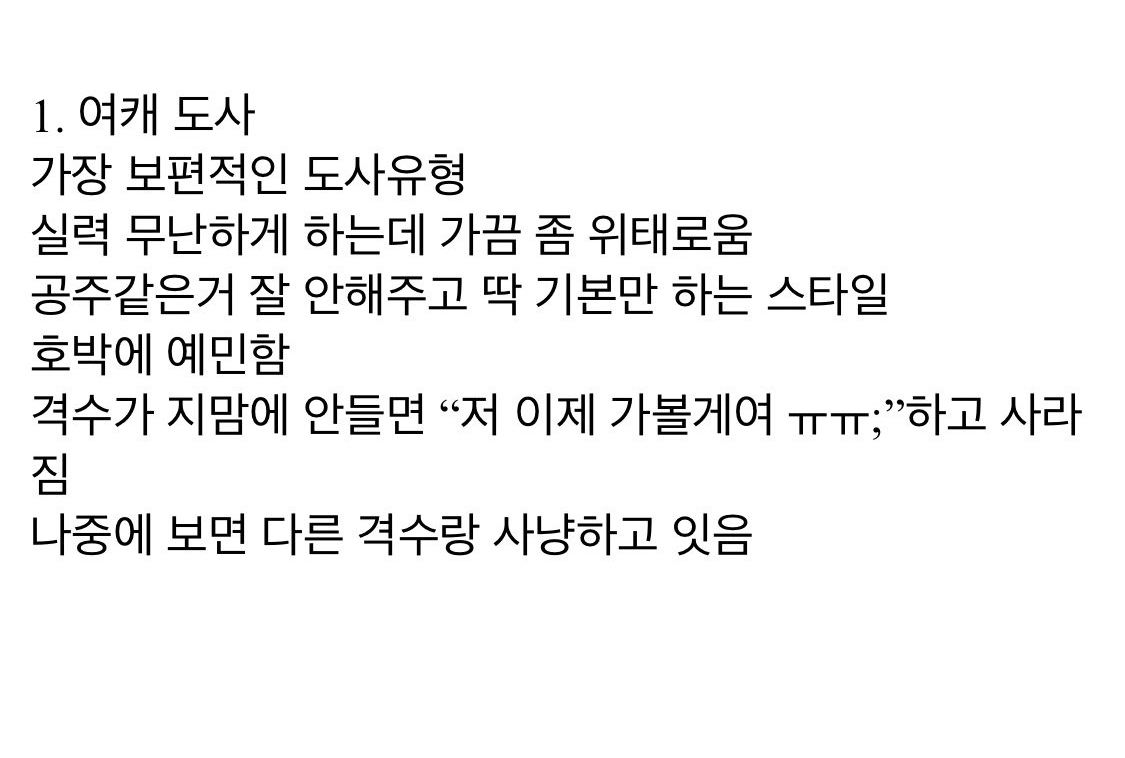 1. 여캐 도사
가장 보편적인 도사유형
실력 무난하게 하는데 가끔 좀 위태로움
공주같은거 잘 안해주고 딱 기본만 하는 스타일
호박에 예민함
격수가 지맘에 안들면 “저 이제 가볼게여 ㅠㅠ;”하고 사라
짐
나중에 보면 다른 격수랑 사냥하고 잇음